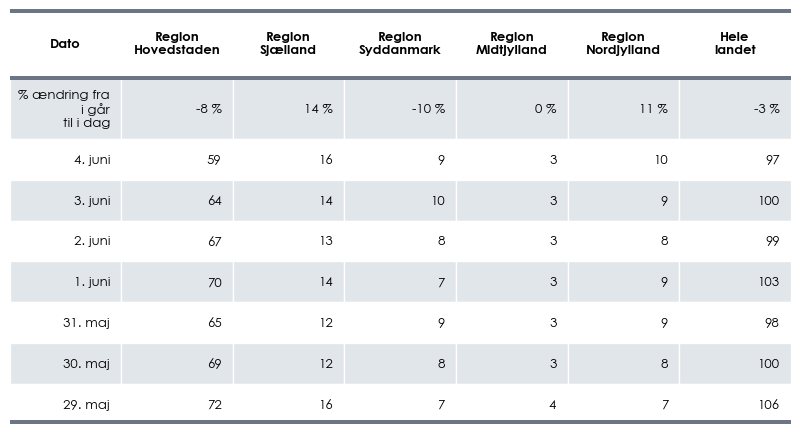 Dato Region Hovedstaden Region Sjælland Region Syddanmark Region Midtjylland Region Nordjylland Hele landet
% ændring fra i går til i dag -8 % 14 % -10 % 0 % 11 % -3 %
4. juni 59 16 9 3 10 97
3. juni 64 14 10 3 9 100
2. juni 67 13 8 3 8 99
1. juni 70 14 7 3 9 103
31. maj 65 12 9 3 9 98
30. maj 69 12 8 3 8 100
29. maj 72 16 7 4 7 106